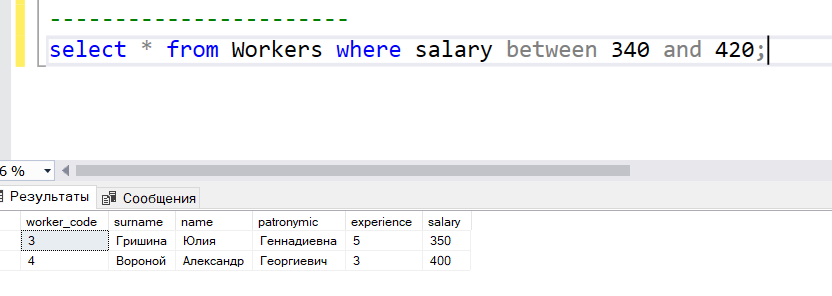 -----------------------
select * from Workers where salary between 340 and 420;
6 %
Результаты Сообщения
worker_code surname name patronymic experience salary
3 Гришина Юлия Геннадиевна 5 350
4 Вороной Александр Георгиевич 3 400